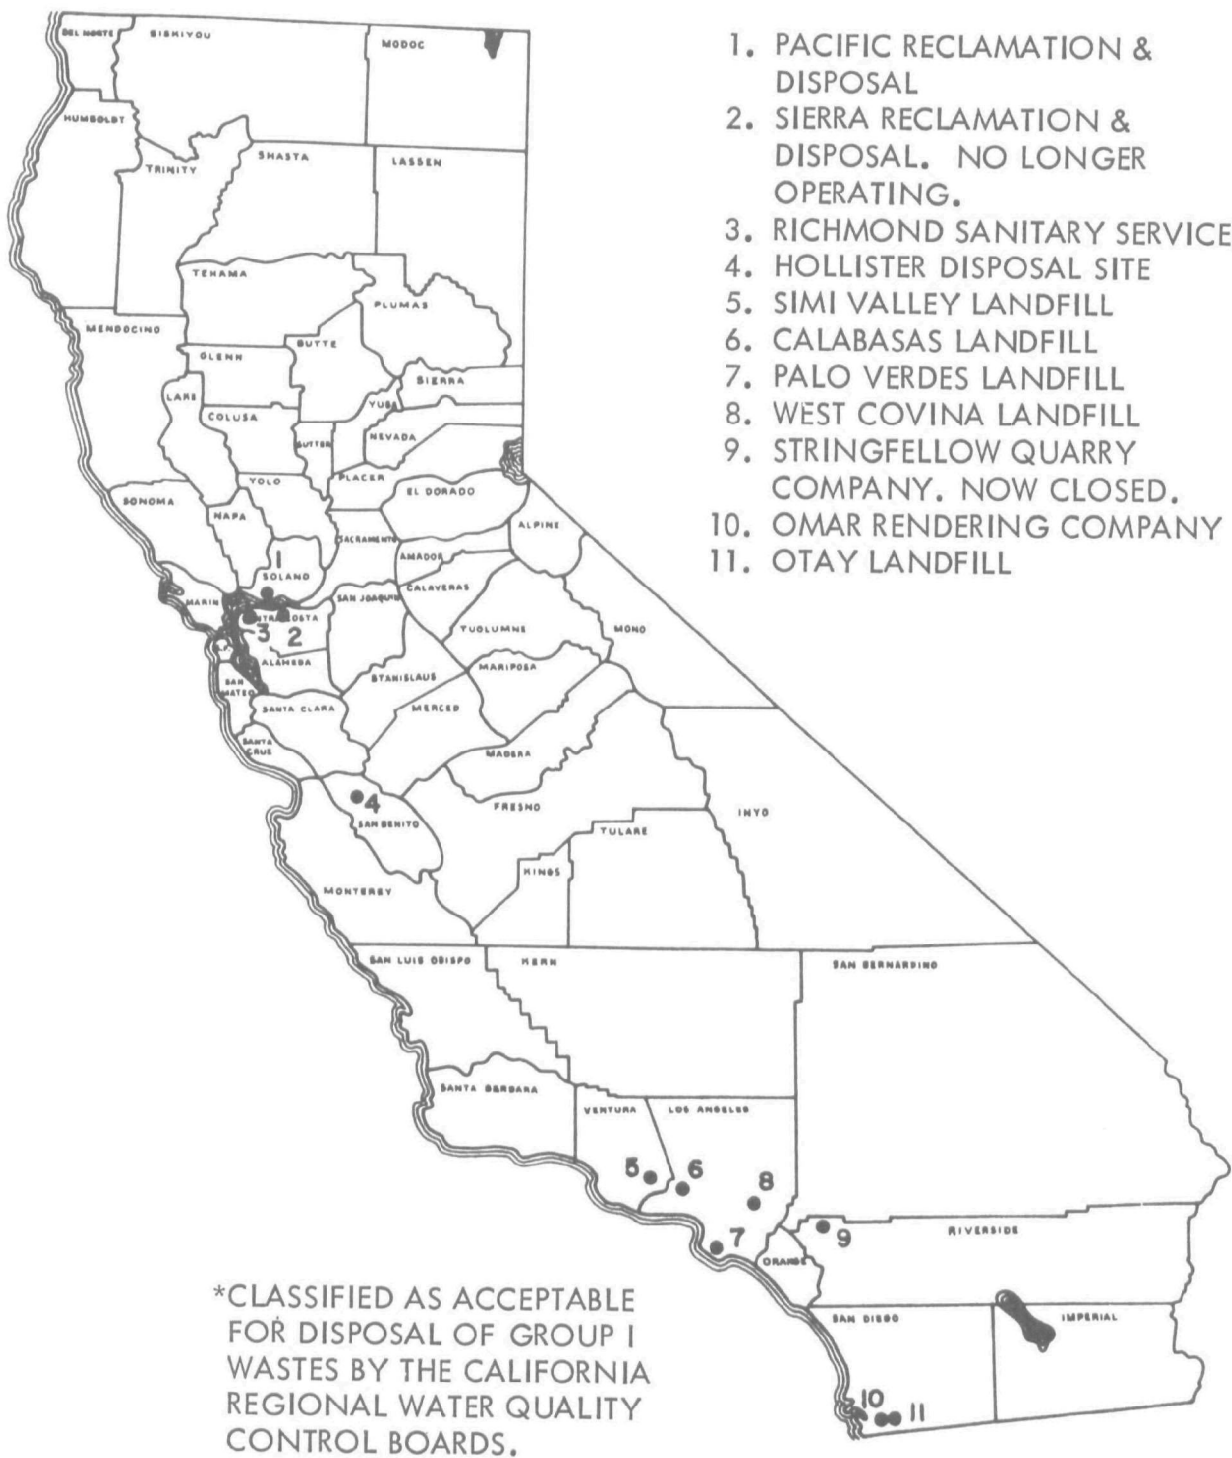 DEL NORTE
SISKIYOU
MODOC
HUMBOLDT
TRINITY
SHASTA
LASSEN
TEHAMA
PLUMAS
MENDOCINO
GLENN
BUTTE
SIERRA
LAKE
COLUSA
YUBA
SUTTER
NEVADA
PLACER
YOLO
EL DORADO
SONOMA
NAPA
SACRAMENTO
ALPINE
AMADOR
1
SOLANO
CALAVERAS
SAN JOAQUIN
MARIN
3
2
TUOLUMNE
MONO
ALAMEDA
MARIPOSA
STANISLAUS
SAN
MATEO
SANTA CLARA
MERCED
SANTA
CRUZ
MADERA
4
SAN BENITO
FRESNO
INYO
TULARE
KINGS
MONTEREY
SAN LUIS OBISPO
KERN
SAN BERNARDINO
SANTA BERBARA
VENTURA
LOS ANGELES
5
6
8
7
9
RIVERSIDE
ORANGE
SAN DIEGO
IMPERIAL
10
11
1. PACIFIC RECLAMATION &
DISPOSAL
2. SIERRA RECLAMATION &
DISPOSAL. NO LONGER
OPERATING.
3. RICHMOND SANITARY SERVICE
4. HOLLISTER DISPOSAL SITE
5. SIMI VALLEY LANDFILL
6. CALABASAS LANDFILL
7. PALO VERDES LANDFILL
8. WEST COVINA LANDFILL
9. STRINGFELLOW QUARRY
COMPANY. NOW CLOSED.
10. OMAR RENDERING COMPANY
11. OTAY LANDFILL
*CLASSIFIED AS ACCEPTABLE
FOR DISPOSAL OF GROUP I
WASTES BY THE CALIFORNIA
REGIONAL WATER QUALITY
CONTROL BOARDS.